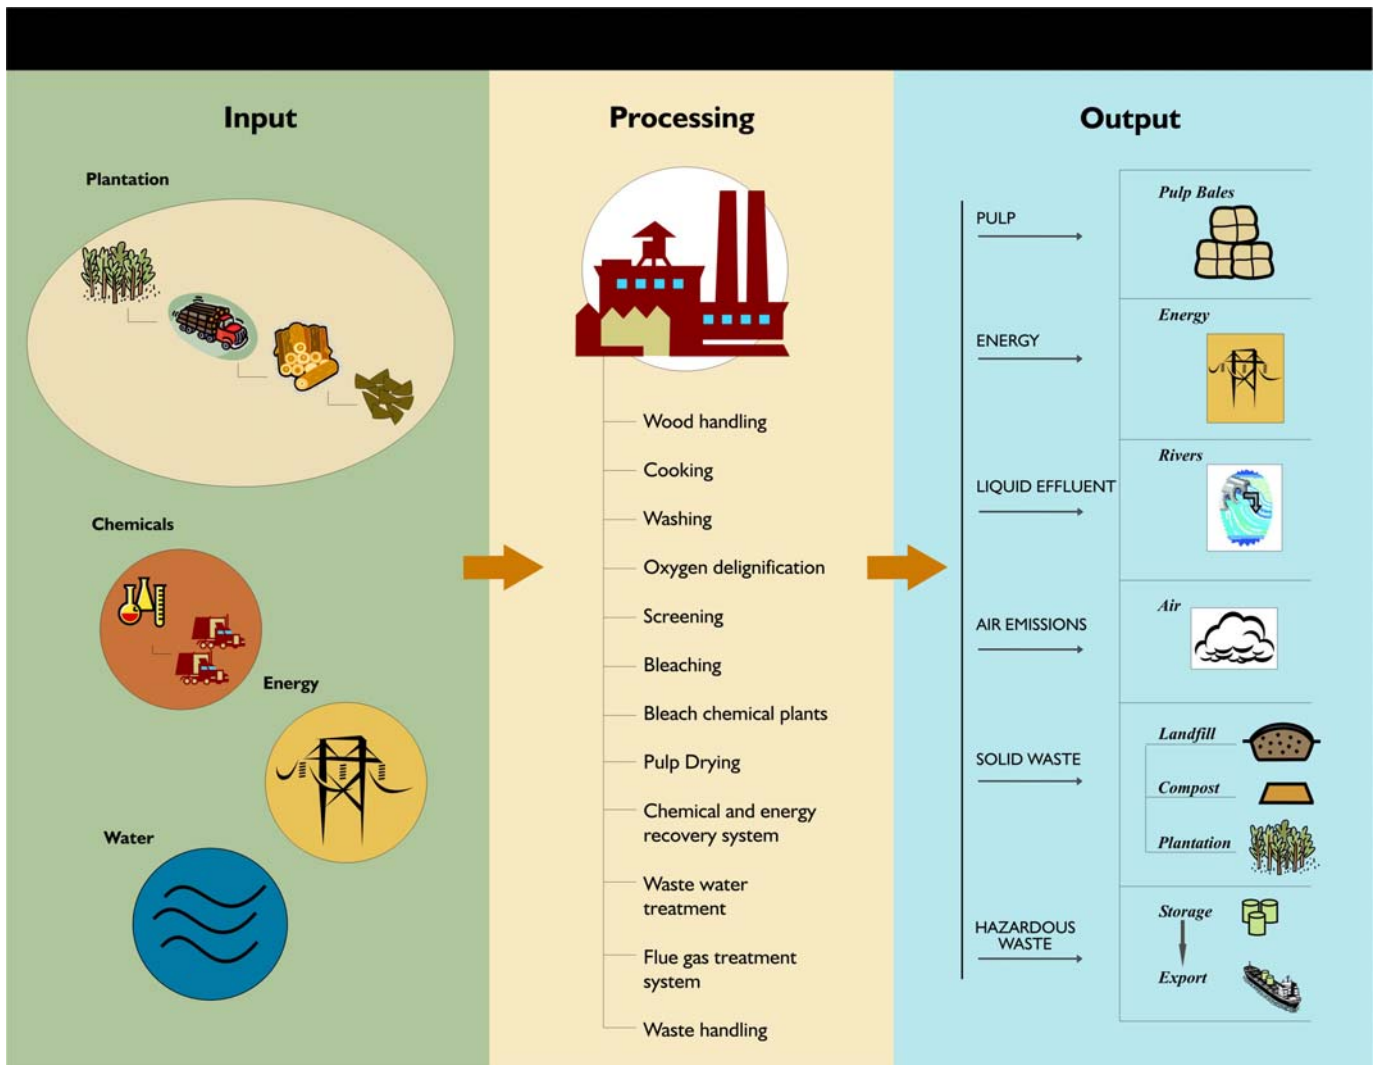 Input
Plantation
Chemicals
Energy
Water
Processing
Wood handling
Cooking
Washing
Oxygen delignification
Screening
Bleaching
Bleach chemical plants
Pulp Drying
Chemical and energy
recovery system
Waste water
treatment
Flue gas treatment
system
Waste handling
Output
PULP
Pulp Bales
ENERGY
Energy
LIQUID EFFLUENT
Rivers
AIR EMISSIONS
Air
SOLID WASTE
Landfill
Compost
Plantation
HAZARDOUS
WASTE
Storage
Export